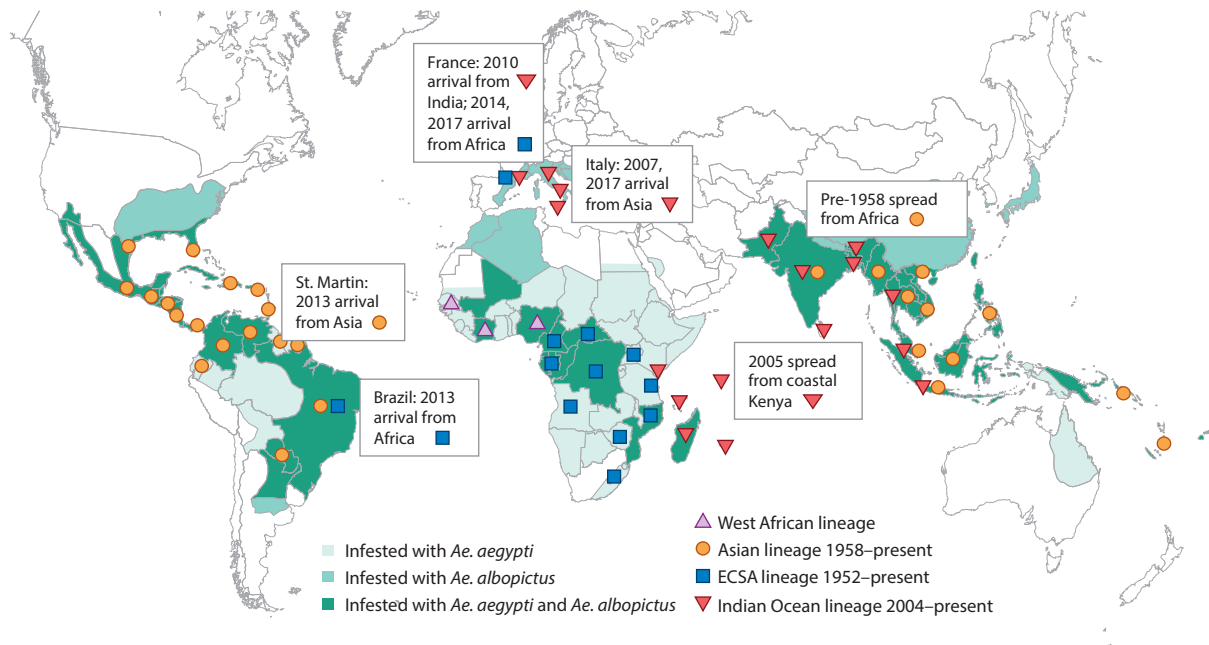 France: 2010
arrival from
India; 2014,
2017 arrival
from Africa
Italy: 2007,
2017 arrival
from Asia
Pre-1958 spread
from Africa
St. Martin:
2013 arrival
from Asia
2005 spread
from coastal
Kenya
Brazil: 2013
arrival from
Africa
Infested with Ae. aegypti
Infested with Ae. albopictus
Infested with Ae. aegypti and Ae. albopictus
West African lineage
Asian lineage 1958–present
ECSA lineage 1952–present
Indian Ocean lineage 2004–present